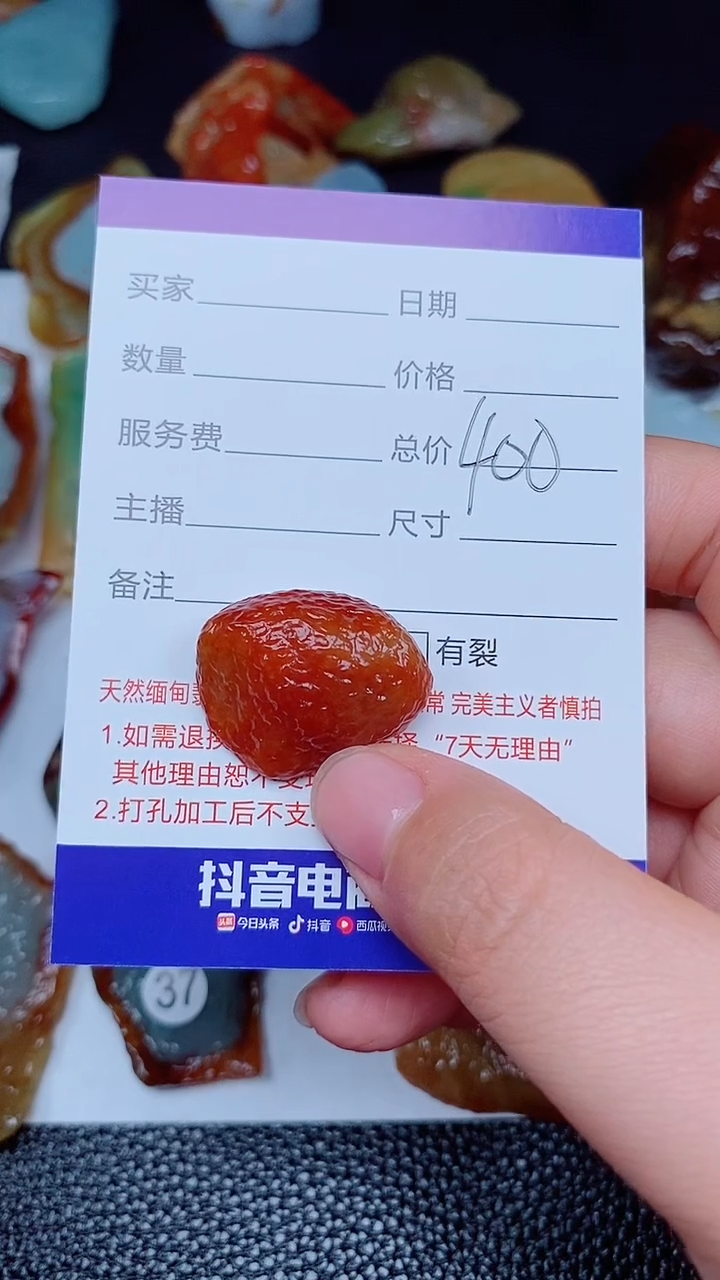 买家 日期
数量 价格
服务费 总价 400
主播 尺寸
备注
有裂
天然缅甸 常 完美主义者慎拍
1.如需退换 择 “7天无理由”
其他理由恕不支
2.打孔加工后不支
抖音电
今日头条 抖音 西瓜视
37